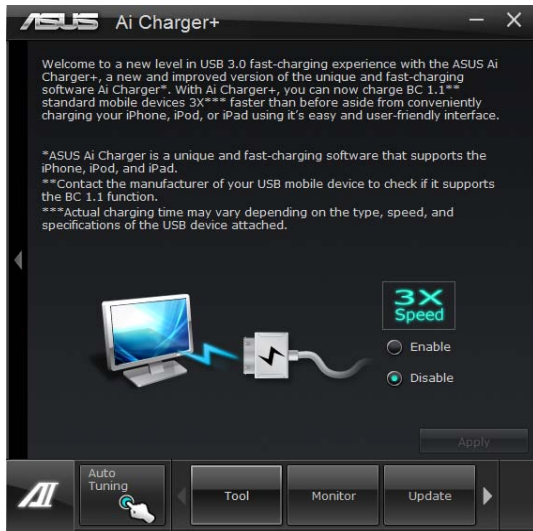 ASUS Ai Charger+
Welcome to a new level in USB 3.0 fast-charging experience with the ASUS Ai
Charger+, a new and improved version of the unique and fast-charging
software Ai Charger*. With Ai Charger+, you can now charge BC 1.1**
standard mobile devices 3X*** faster than before aside from conveniently
charging your iPhone, iPod, or iPad using it's easy and user-friendly interface.
*ASUS Ai Charger is a unique and fast-charging software that supports the
iPhone, iPod, and iPad.
**Contact the manufacturer of your USB mobile device to check if it supports
the BC 1.1 function.
***Actual charging time may vary depending on the type, speed, and
specifications of the USB device attached.
3X
Speed
Enable
Disable
Apply
Auto
Tuning
Tool
Monitor
Update